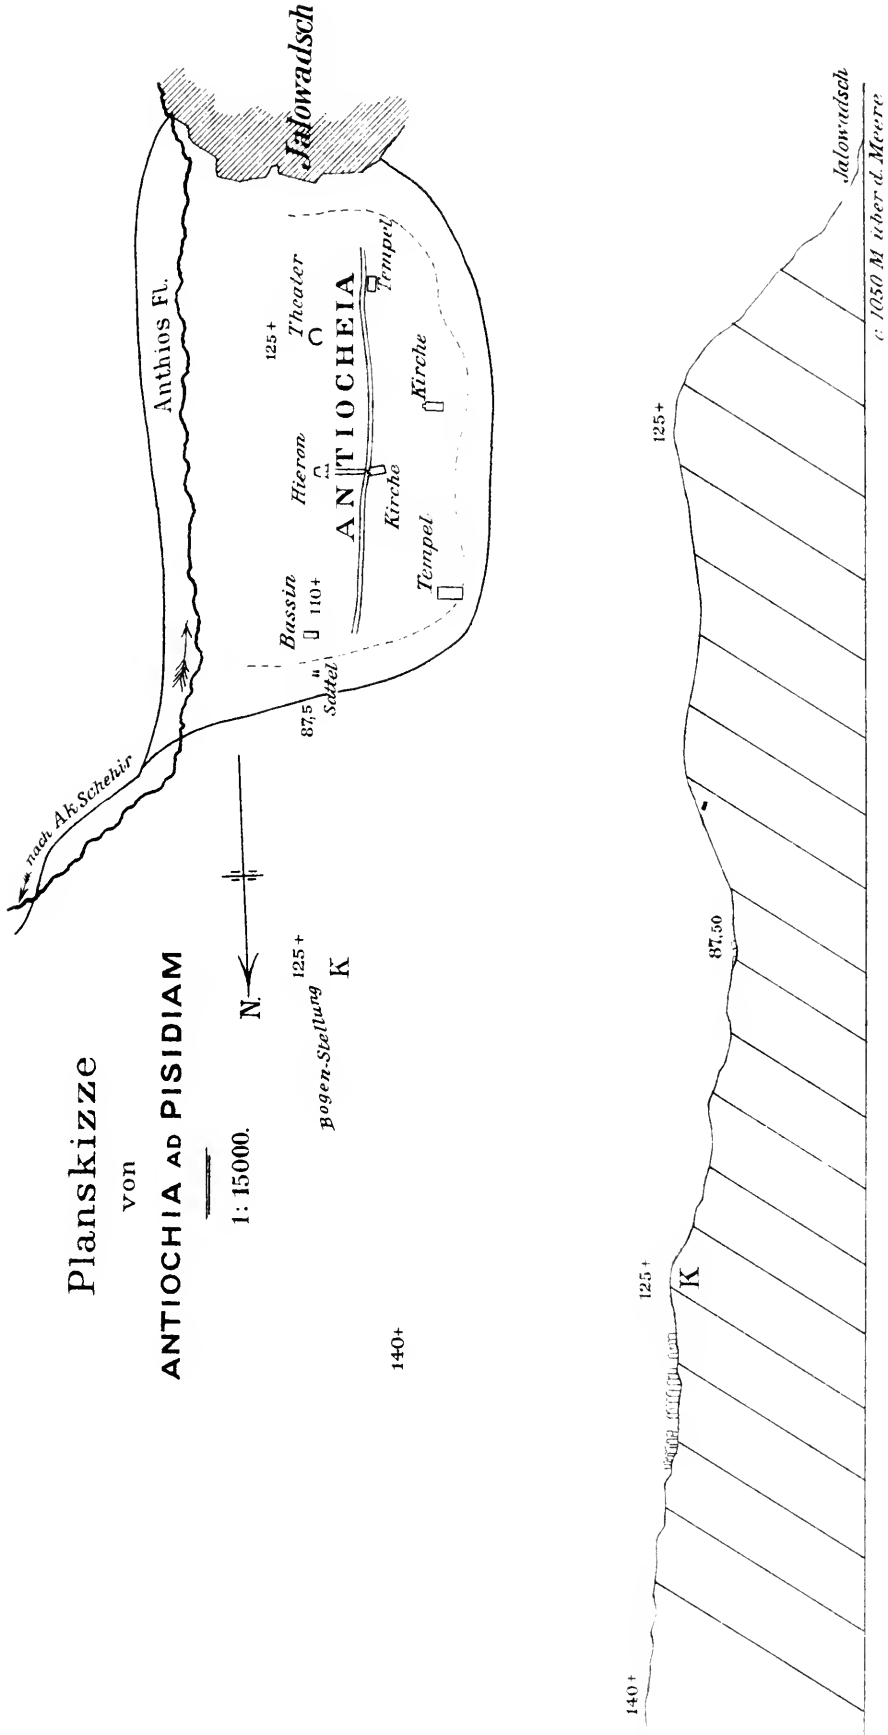 Planskizze
von
ANTIOCHIA AD PISIDIAM
1:15000.
nach Ak Schehir
Anthios Fl.
Jalowadsch
N.
140+
Bogen-Stellung
125+
K
87,5
Sattel
Bassin
110+
Hieron
125+
Theater
ANTIOCHEIA
Tempel
Kirche
Kirche
Tempel
140+
125+
K
87,50
125+
Jalowadsch
c. 1050 M. über d. Meere